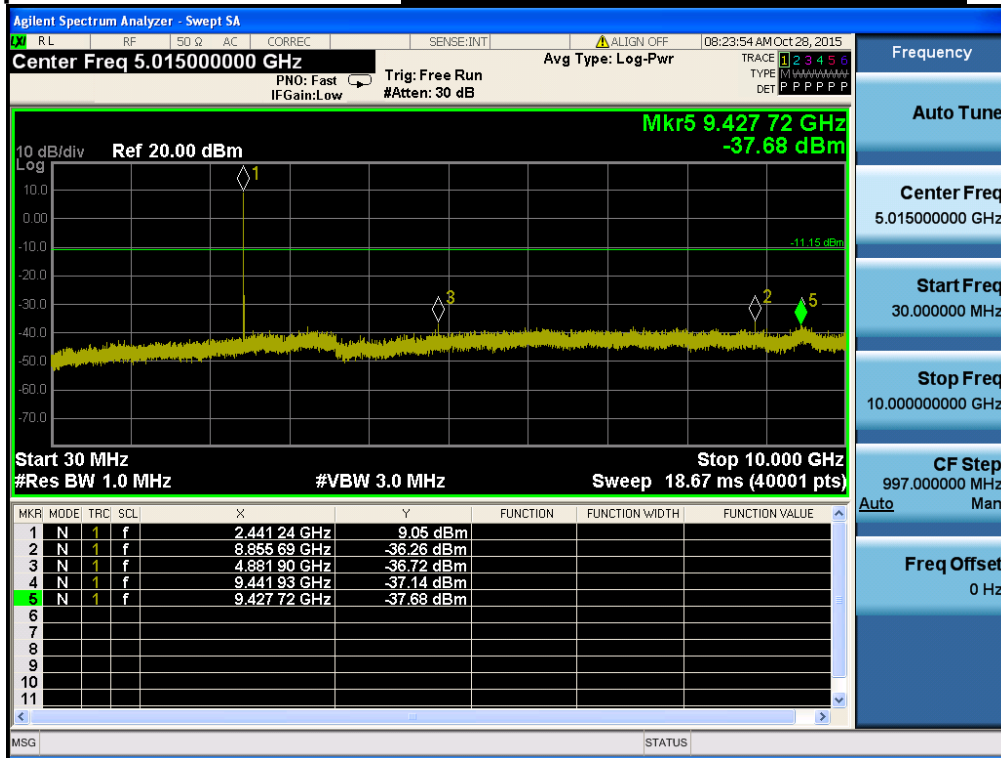 Agilent Spectrum Analyzer - Swept SA
LXI RL RF 50 Ω AC CORREC SENSE:INT ALIGN OFF 08:23:54 AM Oct 28, 2015
Center Freq 5.015000000 GHz
PNO: Fast
IFGain:Low
Trig: Free Run
#Atten: 30 dB
Avg Type: Log-Pwr
TRACE 1 2 3 4 5 6
TYPE M
DET P P P P P P
Mkr5 9.427 72 GHz
-37.68 dBm
10 dB/div Ref 20.00 dBm
Log
10.0
0.00
-10.0
-20.0
-30.0
-40.0
-50.0
-60.0
-70.0
1
-11.15 dBm
3
2
5
Start 30 MHz Stop 10.000 GHz
#Res BW 1.0 MHz #VBW 3.0 MHz Sweep 18.67 ms (40001 pts)
MKR MODE TRC SCL X Y FUNCTION FUNCTION WIDTH FUNCTION VALUE
1 N 1 f 2.441 24 GHz 9.05 dBm
2 N 1 f 8.855 69 GHz -36.26 dBm
3 N 1 f 4.881 90 GHz -36.72 dBm
4 N 1 f 9.441 93 GHz -37.14 dBm
5 N 1 f 9.427 72 GHz -37.68 dBm
6
7
8
9
10
11
MSG STATUS
Frequency
Auto Tune
Center Freq
5.015000000 GHz
Start Freq
30.000000 MHz
Stop Freq
10.000000000 GHz
CF Step
997.000000 MHz
Auto Man
Freq Offset
0 Hz